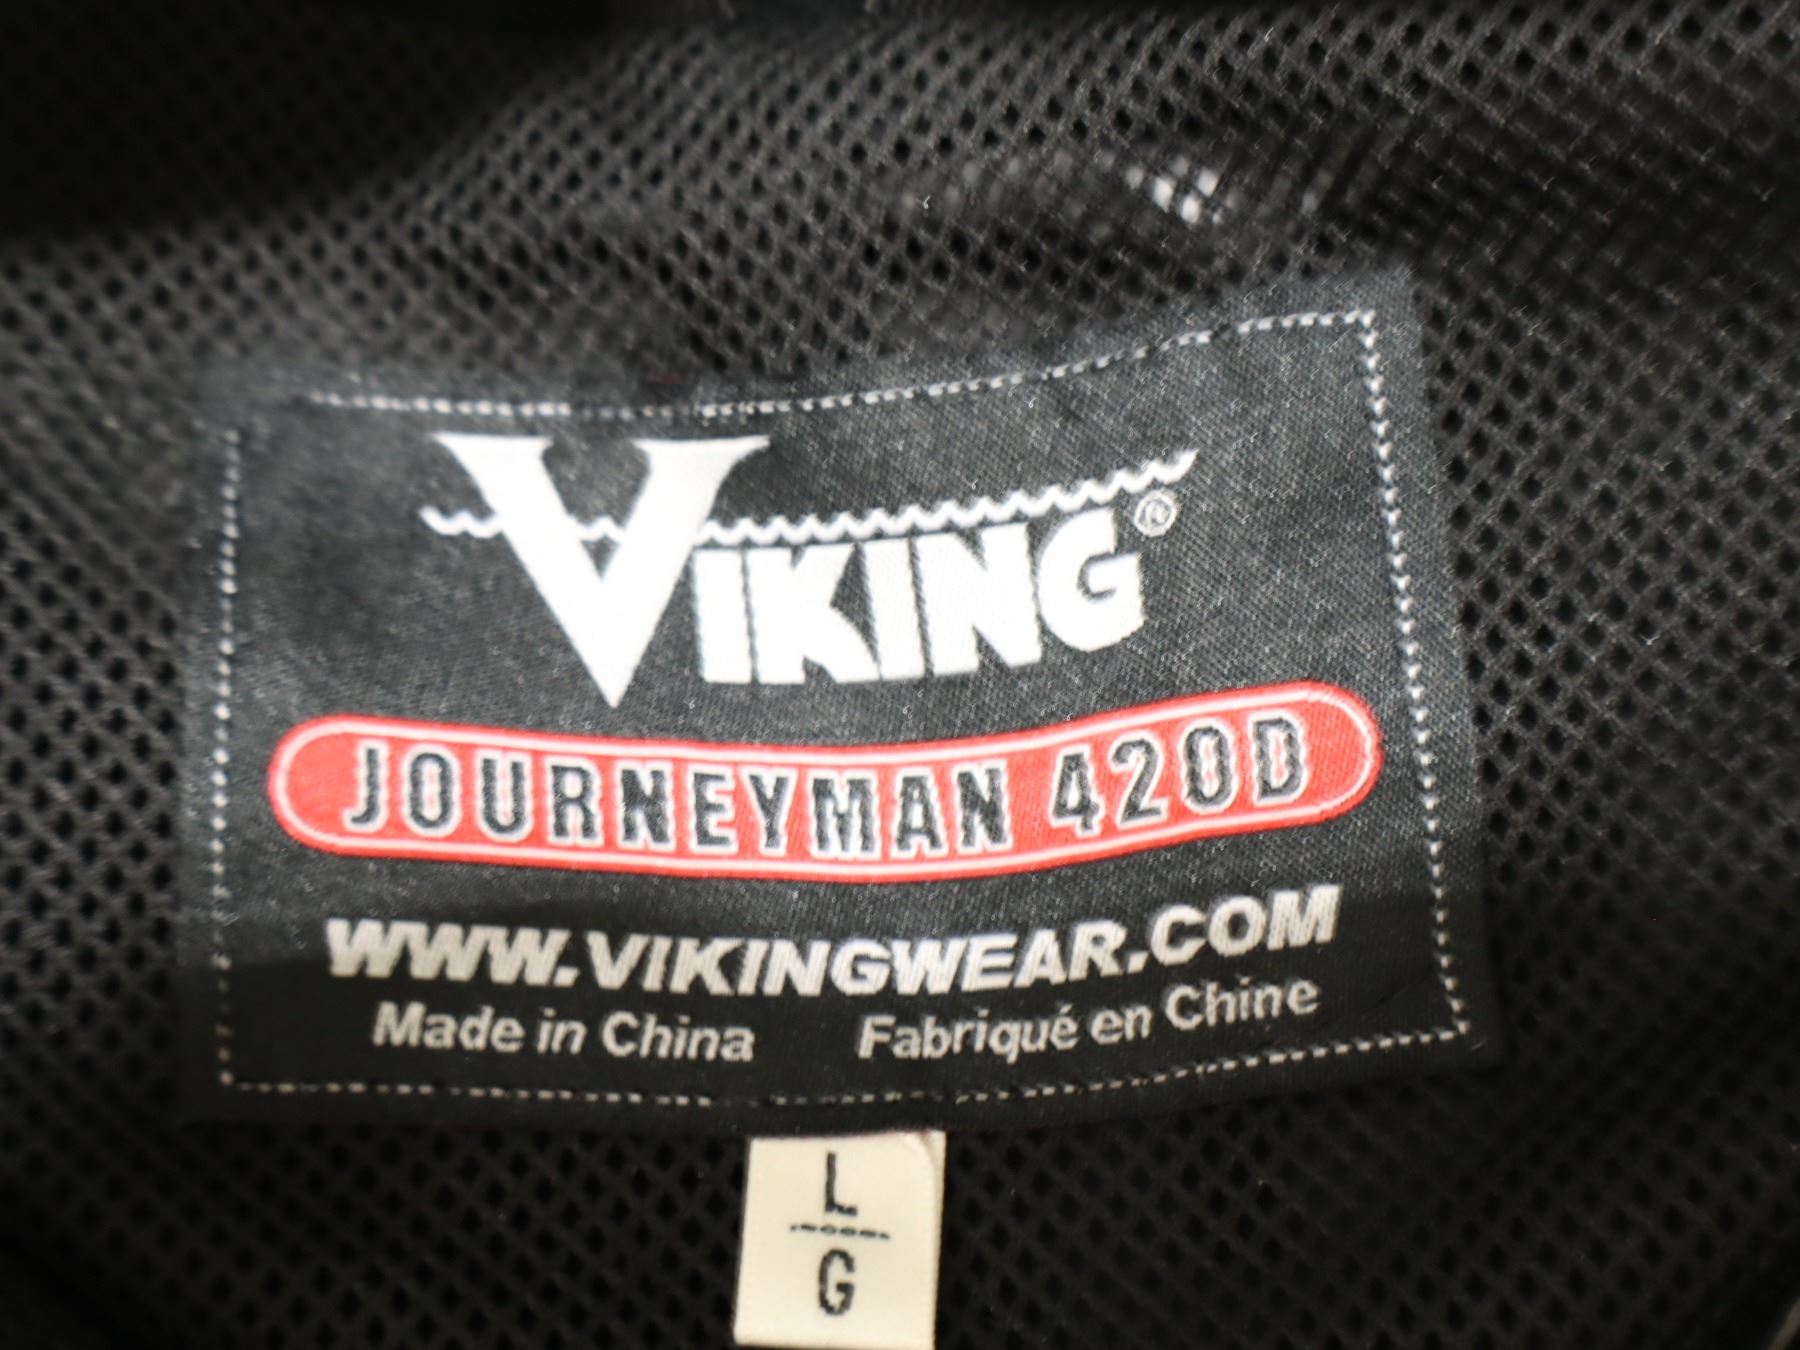 VIKING®
JOURNEYMAN 420D
WWW.VIKINGWEAR.COM
Made in China Fabriqué en Chine
L
G